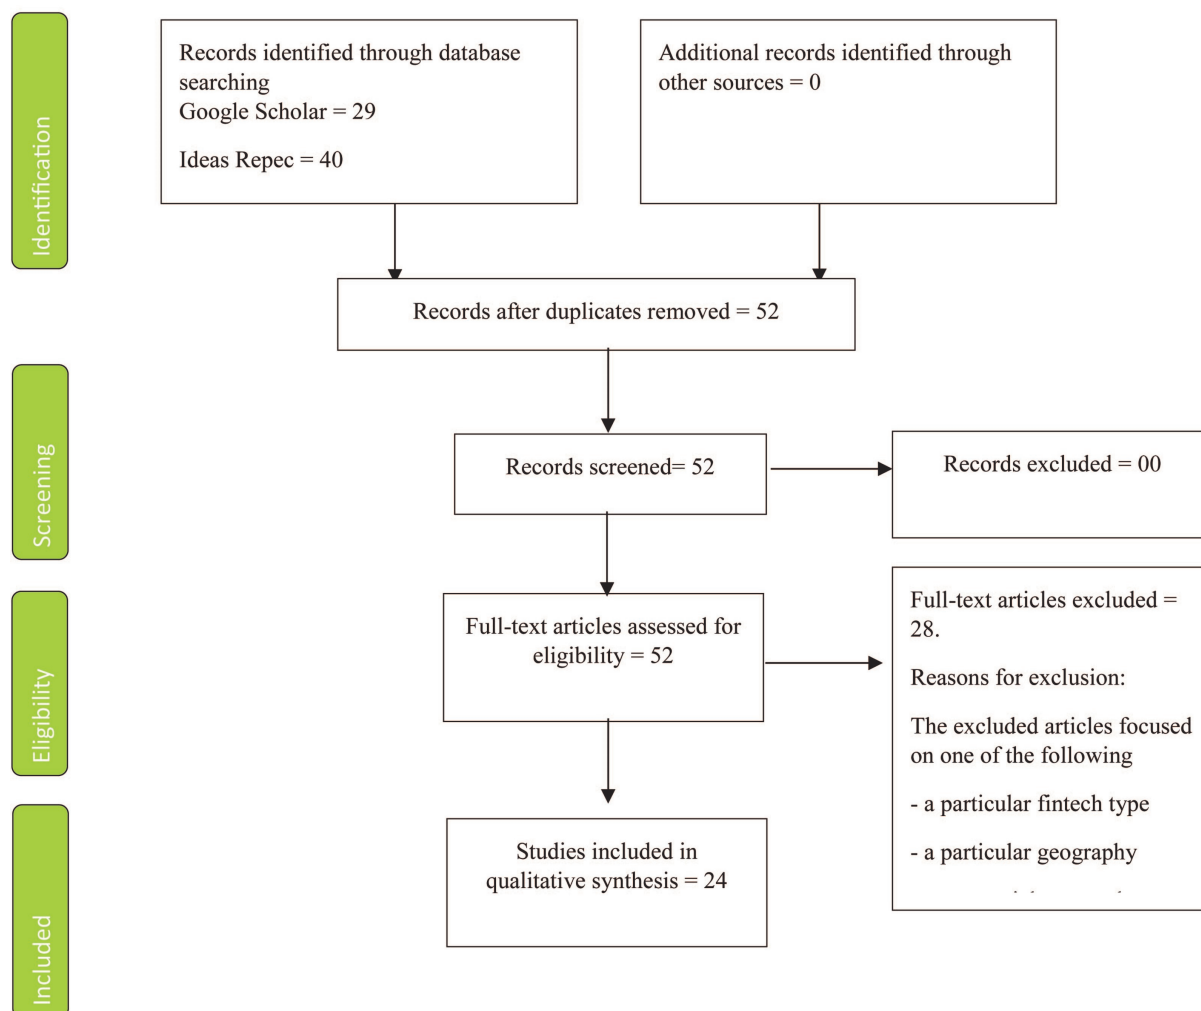 Identification
Records identified through database
searching
Google Scholar = 29
Ideas Repec = 40
Additional records identified through
other sources = 0
Records after duplicates removed = 52
Screening
Records screened= 52
Records excluded = 00
Eligibility
Full-text articles assessed for
eligibility = 52
Full-text articles excluded =
28.
Reasons for exclusion:
The excluded articles focused
on one of the following
- a particular fintech type
- a particular geography
Included
Studies included in
qualitative synthesis = 24